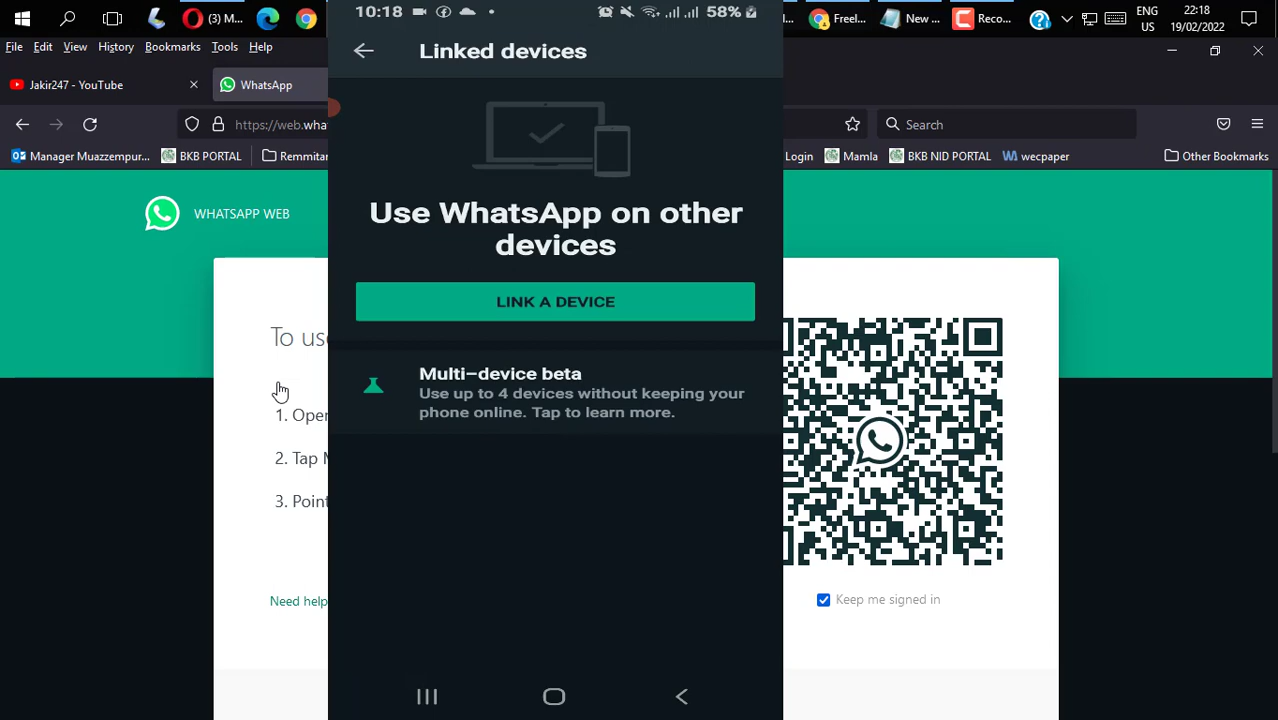 (3) M...
10:18
58%
Freel...
New ...
Reco...
ENG
US
22:18
19/02/2022
File Edit View History Bookmarks Tools Help
Linked devices
Jakir247 - YouTube
WhatsApp
https://web.wha
Search
Manager Muazzempur...
BKB PORTAL
Remmitan
Login
Mamla
BKB NID PORTAL
wecpaper
Other Bookmarks
WHATSAPP WEB
Use WhatsApp on other
devices
LINK A DEVICE
To use
Multi-device beta
Use up to 4 devices without keeping your
phone online. Tap to learn more.
1. Open
2. Tap M
3. Point
Need help
Keep me signed in